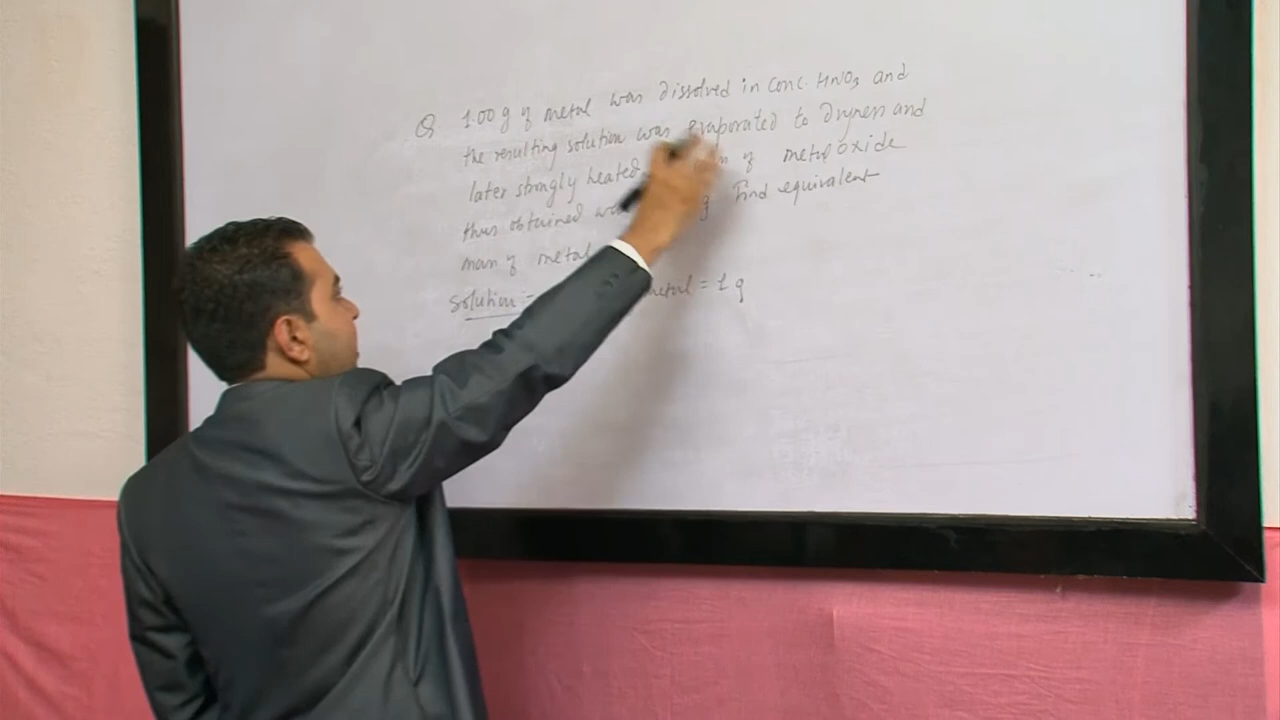 Q 1.00 g of metal was dissolved in conc. HNO3 and
the resulting solution was evaporated to dryness and
later strongly heated of metal oxide
thus obtained g Find equivalent
mass of metal
Solution :- metal = 1 g